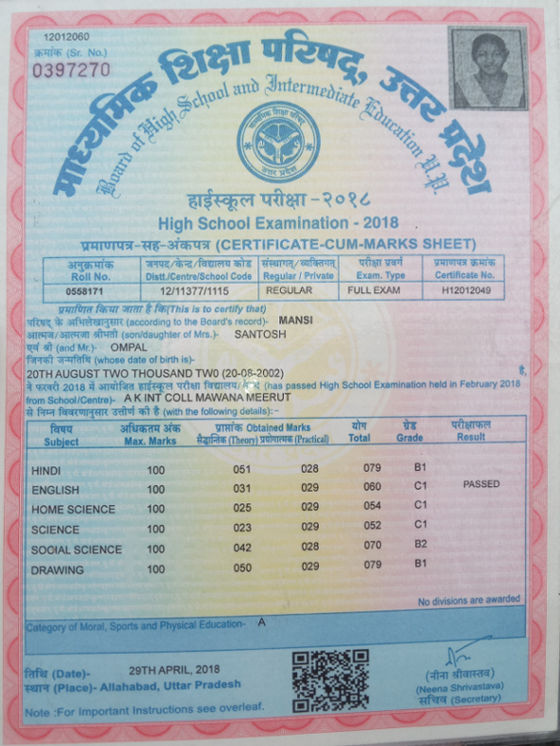 12012060
क्रमांक (Sr. No.)
0397270
माध्यमिक शिक्षा परिषद्, उत्तर प्रदेश
Board of High School and Intermediate Education U.P.
माध्यमिक शिक्षा परिषद्
उत्तर प्रदेश
हाईस्कूल परीक्षा -२०१८
High School Examination - 2018
प्रमाणपत्र-सह-अंकपत्र (CERTIFICATE-CUM-MARKS SHEET)
अनुक्रमांक जनपद/केन्द्र/विद्यालय कोड संस्थागत/व्यक्तिगत परीक्षा प्रवर्ग प्रमाणपत्र क्रमांक
Roll No. Distt./Centre/School Code Regular / Private Exam. Type Certificate No.
0558171 12/11377/1115 REGULAR FULL EXAM H12012049
प्रमाणित किया जाता है कि(This is to certify that)
परिषद् के अभिलेखानुसार (according to the Board's record)- MANSI
आत्मज/आत्मजा श्रीमती (son/daughter of Mrs.)- SANTOSH
एवं श्री (and Mr.)- OMPAL
जिनकी जन्मतिथि (whose date of birth is)-
20TH AUGUST TWO THOUSAND TW0 (20-08-2002) है,
ने फरवरी 2018 में आयोजित हाईस्कूल परीक्षा विद्यालय/ (has passed High School Examination held in February 2018
from School/Centre)- A K INT COLL MAWANA MEERUT
से निम्न विवरणानुसार उत्तीर्ण की है (with the following details):-
विषय अधिकतम अंक प्राप्तांक Obtained Marks योग ग्रेड परीक्षाफल
Subject Max. Marks सैद्धान्तिक (Theory) प्रयोगात्मक (Practical) Total Grade Result
HINDI 100 051 028 079 B1
ENGLISH 100 031 029 060 C1 PASSED
HOME SCIENCE 100 025 029 054 C1
SCIENCE 100 023 029 052 C1
SOCIAL SCIENCE 100 042 028 070 B2
DRAWING 100 050 029 079 B1
No divisions are awarded
Category of Moral, Sports and Physical Education- A
तिथि (Date)- 29TH APRIL, 2018
स्थान (Place)- Allahabad, Uttar Pradesh
(नीना श्रीवास्तव)
(Neena Shrivastava)
सचिव (Secretary)
Note :For Important Instructions see overleaf.